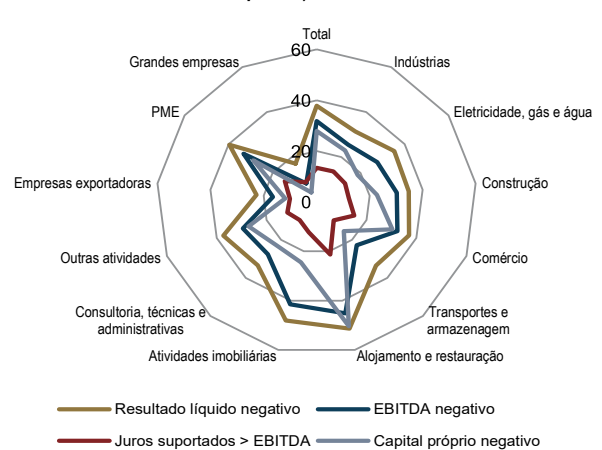 Total
60
Grandes empresas
Indústrias
PME
40
Eletricidade, gás e água
20
Empresas exportadoras
0
Construção
Outras atividades
Comércio
Consultoria, técnicas e
administrativas
Transportes e
armazenagem
Atividades imobiliárias
Alojamento e restauração
Resultado líquido negativo
EBITDA negativo
Juros suportados > EBITDA
Capital próprio negativo